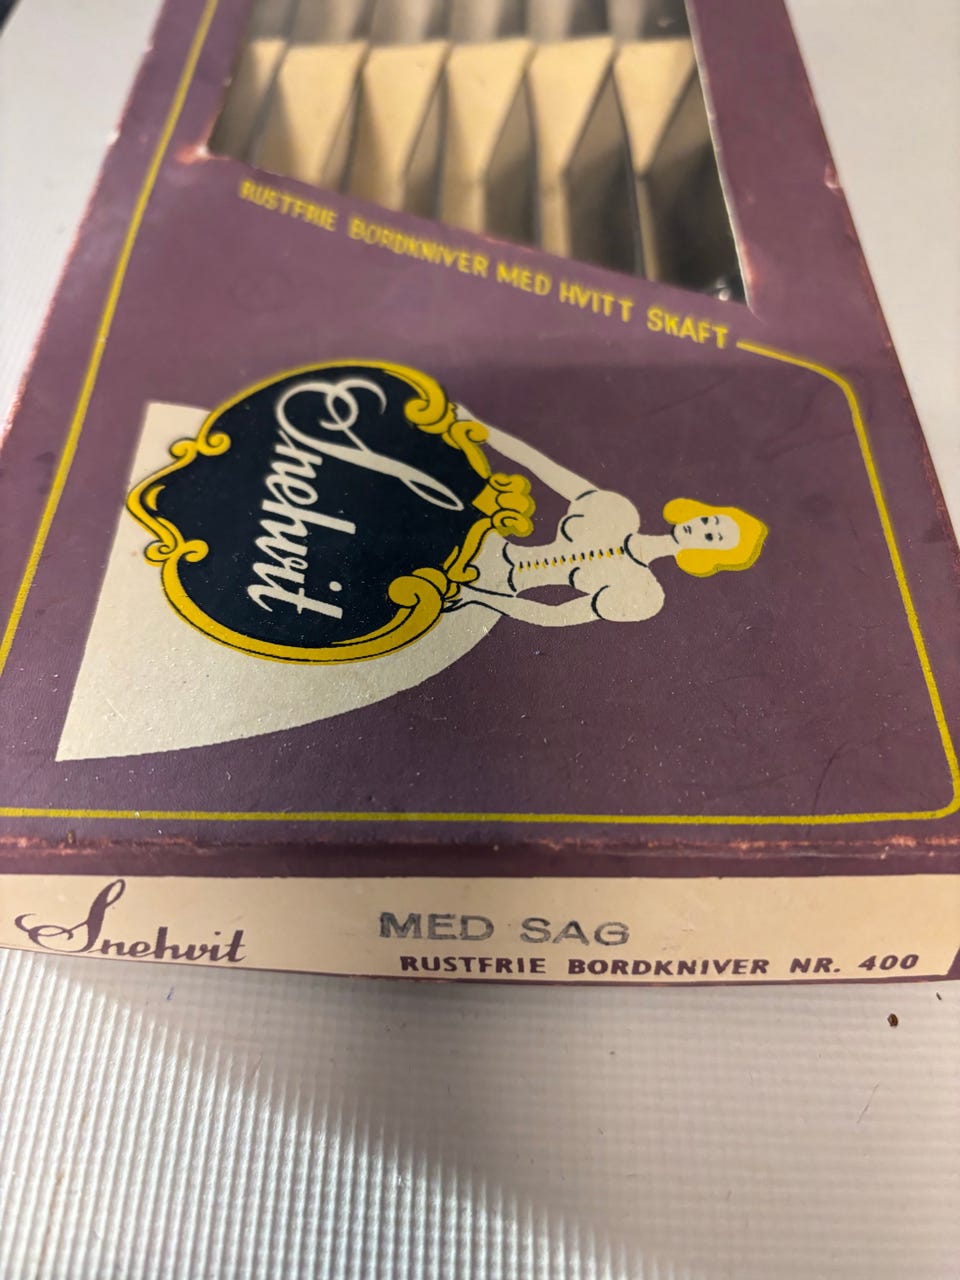 RUSTFRIE BORDKNIVER MED HVITT SKAFT
Snehvit
Snehvit
MED SAG
RUSTFRIE BORDKNIVER NR. 400